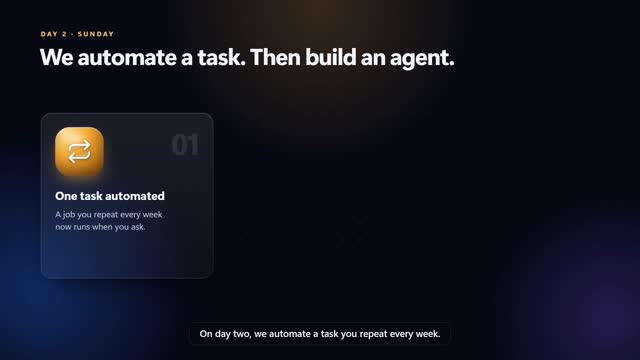 DAY 2 · SUNDAY
We automate a task. Then build an agent.
01
One task automated
A job you repeat every week
now runs when you ask.
On day two, we automate a task you repeat every week.